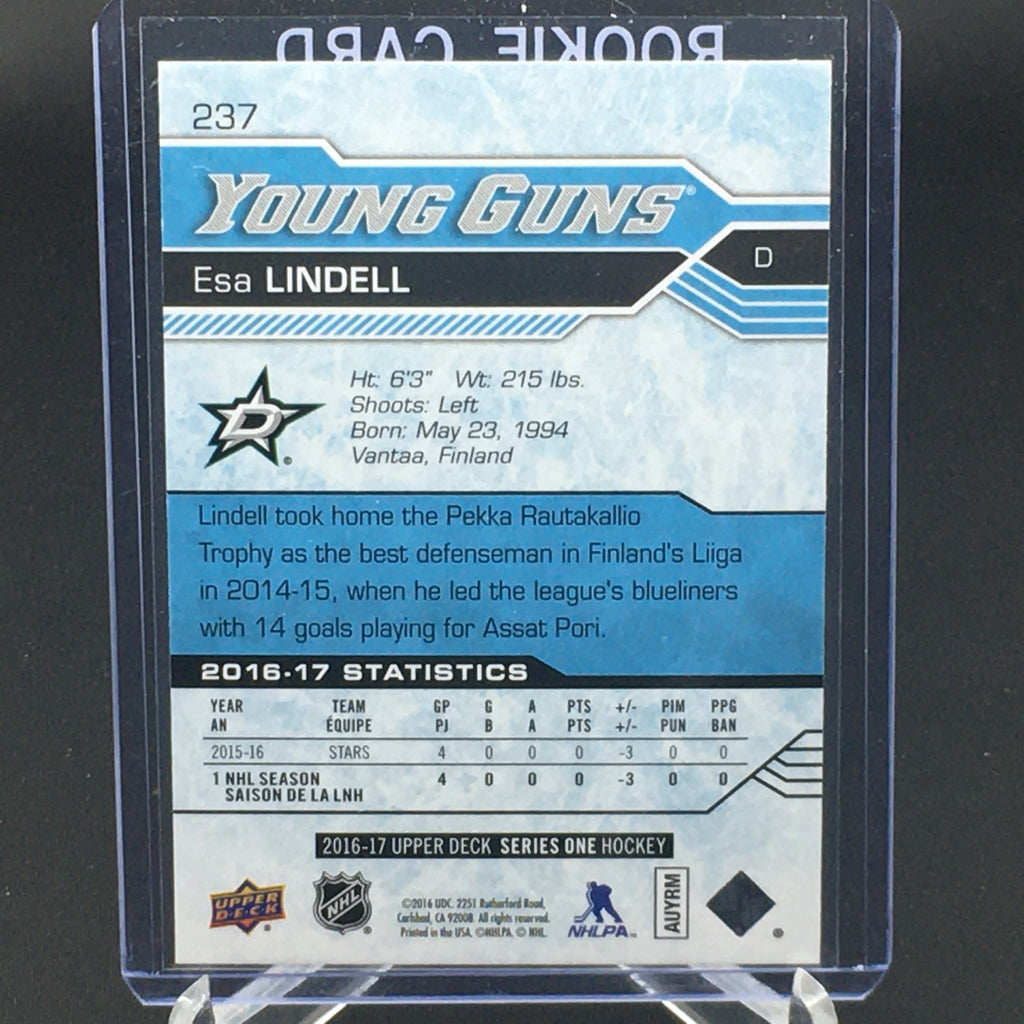 ROOKIE CARD
237
YOUNG GUNS®
D
Esa LINDELL
D
Ht: 6'3" Wt: 215 lbs.
Shoots: Left
Born: May 23, 1994
Vantaa, Finland
Lindell took home the Pekka Rautakallio
Trophy as the best defenseman in Finland's Liiga
in 2014-15, when he led the league's blueliners
with 14 goals playing for Assat Pori.
2016-17 STATISTICS
YEAR TEAM GP G A PTS +/- PIM PPG
AN ÉQUIPE PJ B A PTS +/- PUN BAN
2015-16 STARS 4 0 0 0 -3 0 0
1 NHL SEASON 4 0 0 0 -3 0 0
SAISON DE LA LNH
2016-17 UPPER DECK SERIES ONE HOCKEY
UPPER DECK
NHL
©2016 UDC. 2251 Rutherford Road,
Carlsbad, CA 92008. All rights reserved.
Printed in the USA. ©NHLPA. © NHL.
NHLPA
AUYRM